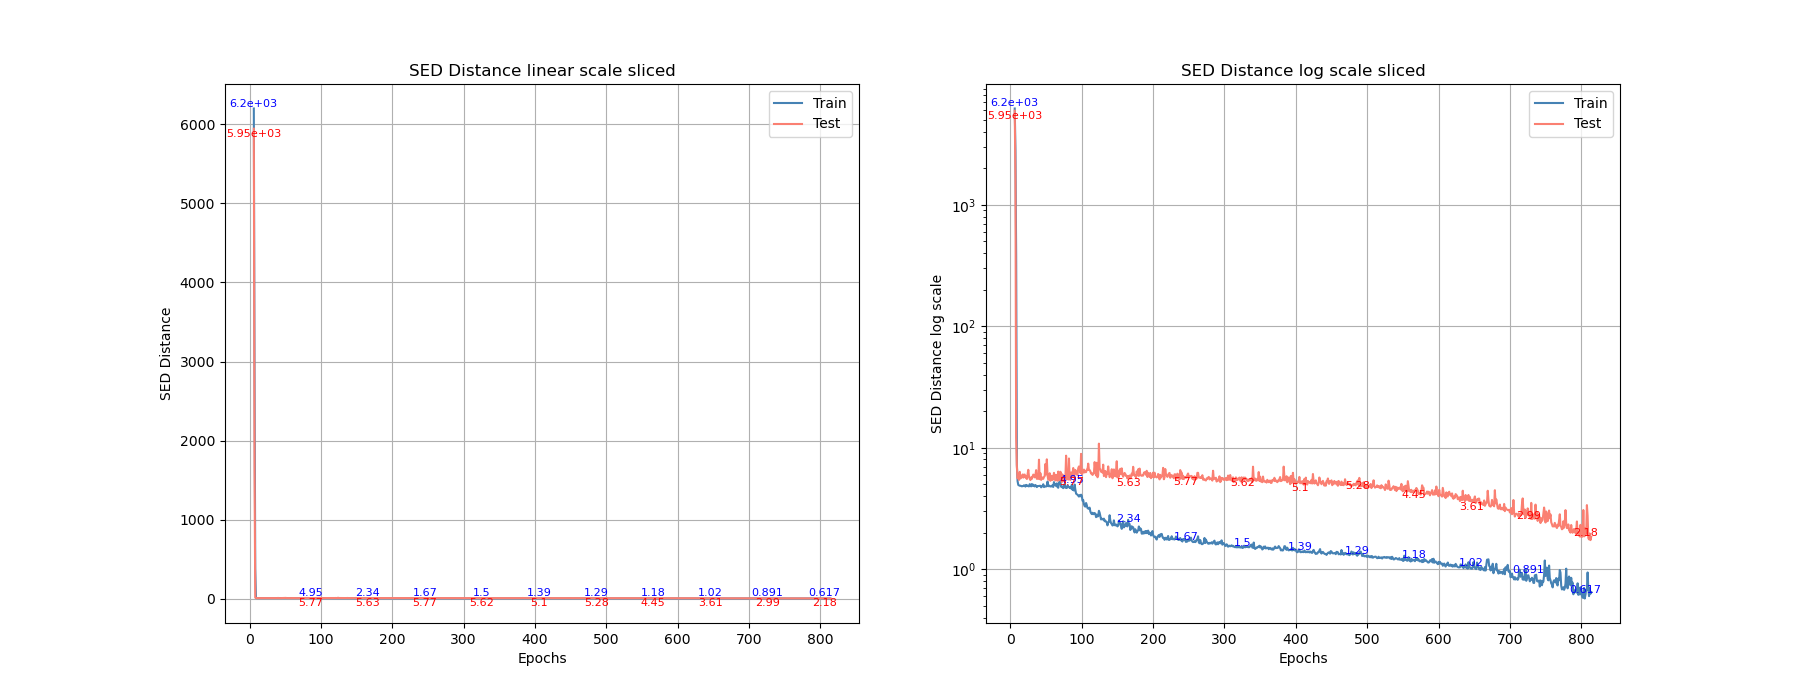 SED Distance linear scale sliced
6.2e+03
5.95e+03
Train
Test
6000
5000
4000
3000
2000
1000
0
SED Distance
4.95 2.34 1.67 1.5 1.39 1.29 1.18 1.02 0.891 0.617
5.77 5.63 5.77 5.62 5.1 5.28 4.45 3.61 2.99 2.18
0 100 200 300 400 500 600 700 800
Epochs
SED Distance log scale sliced
6.2e+03
5.95e+03
Train
Test
10³
10²
10¹
10⁰
SED Distance log scale
4.95 2.34 1.67 1.5 1.39 1.29 1.18 1.02 0.891 0.617
5.77 5.63 5.77 5.62 5.1 5.28 4.45 3.61 2.99 2.18
0 100 200 300 400 500 600 700 800
Epochs